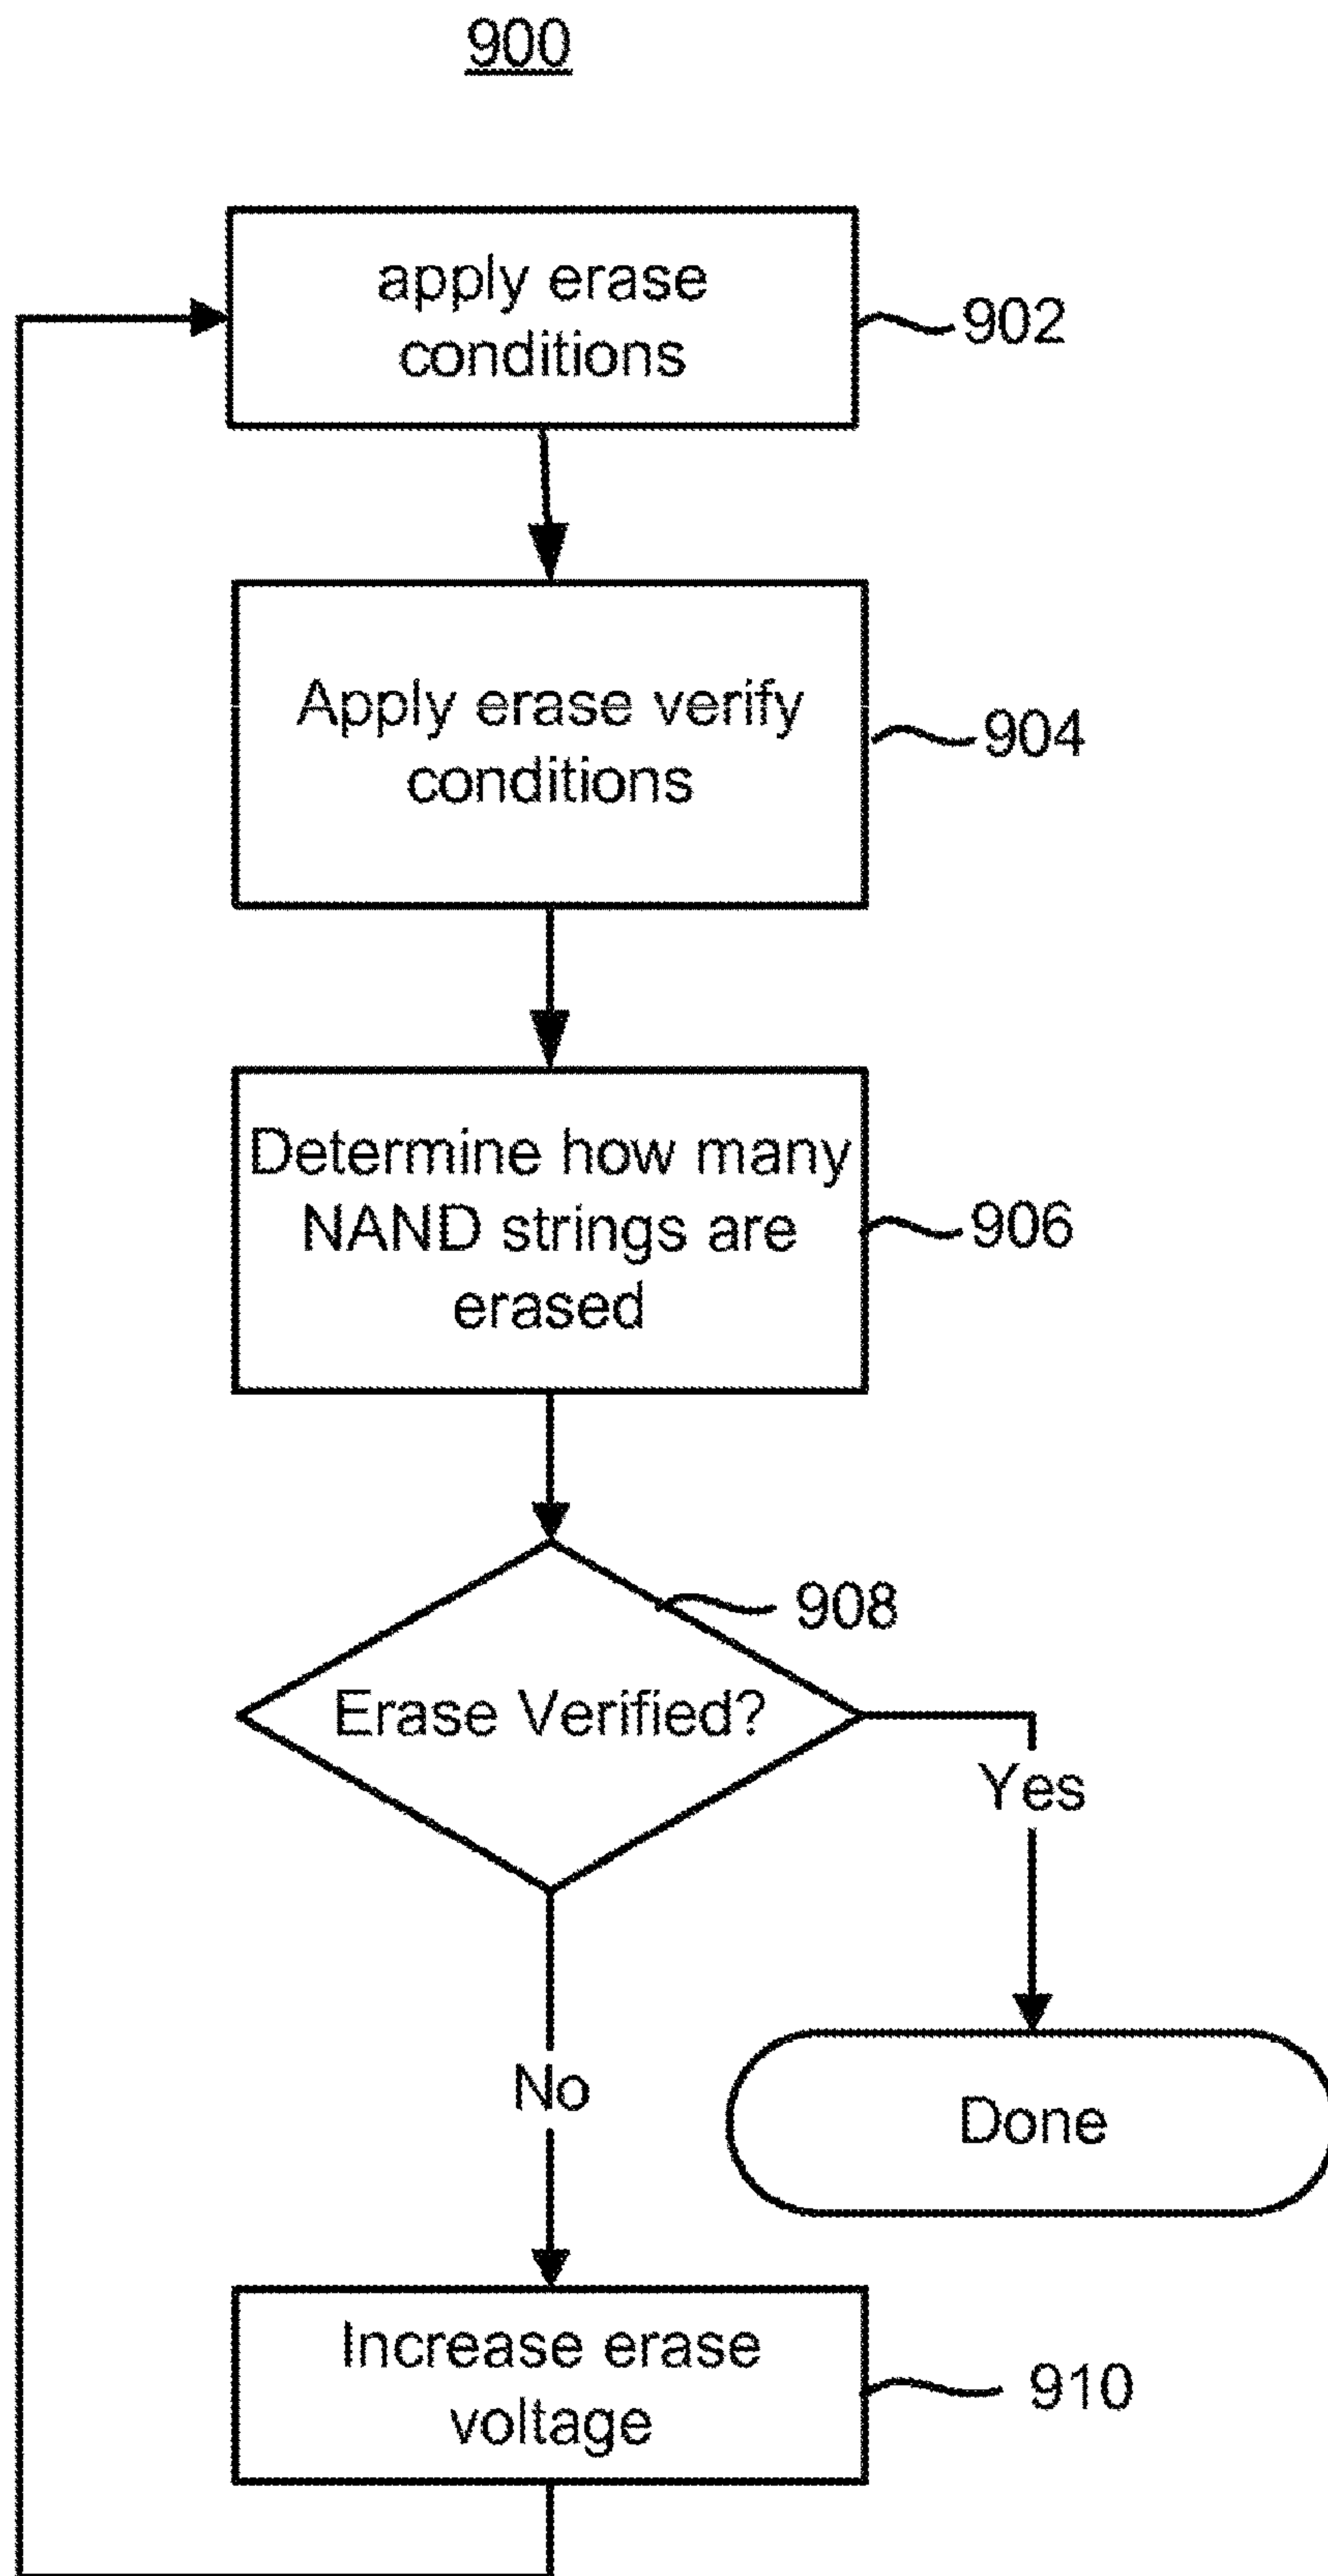 900
apply erase
conditions
902
Apply erase verify
conditions
904
Determine how many
NAND strings are
erased
906
908
Erase Verified?
Yes
No
Done
Increase erase
voltage
910